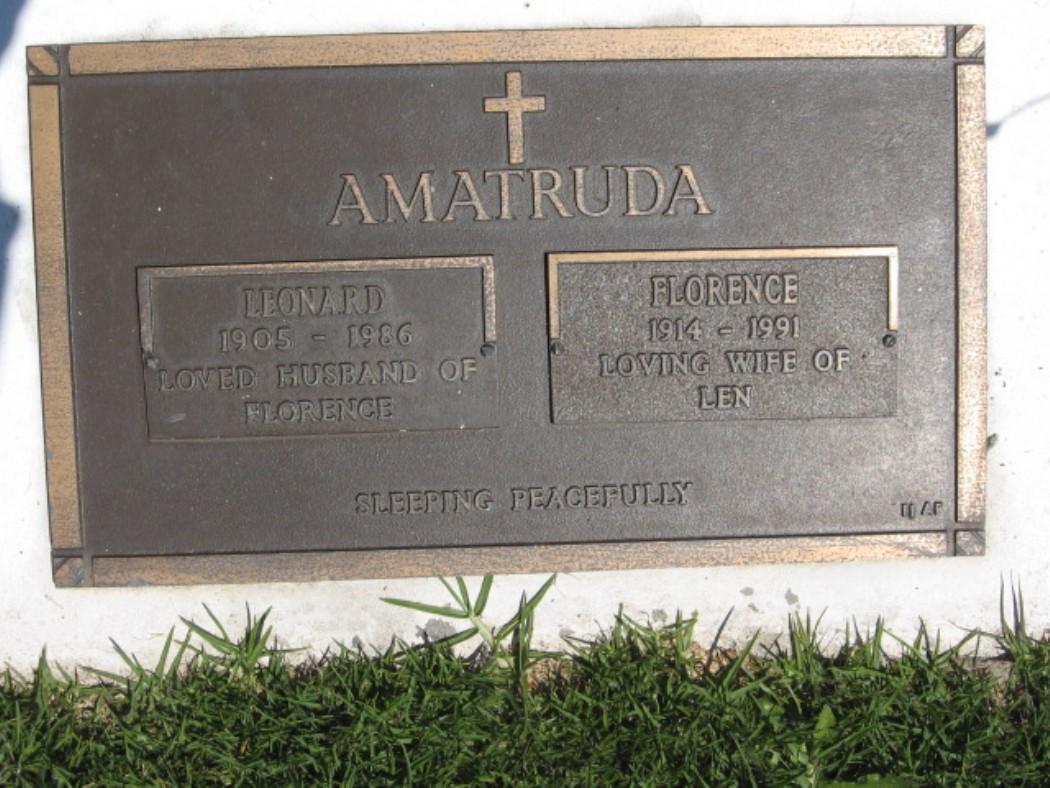 AMATRUDA
LEONARD
1905 - 1986
LOVED HUSBAND OF
FLORENCE
FLORENCE
1914 - 1991
LOVING WIFE OF
LEN
SLEEPING PEACEFULLY